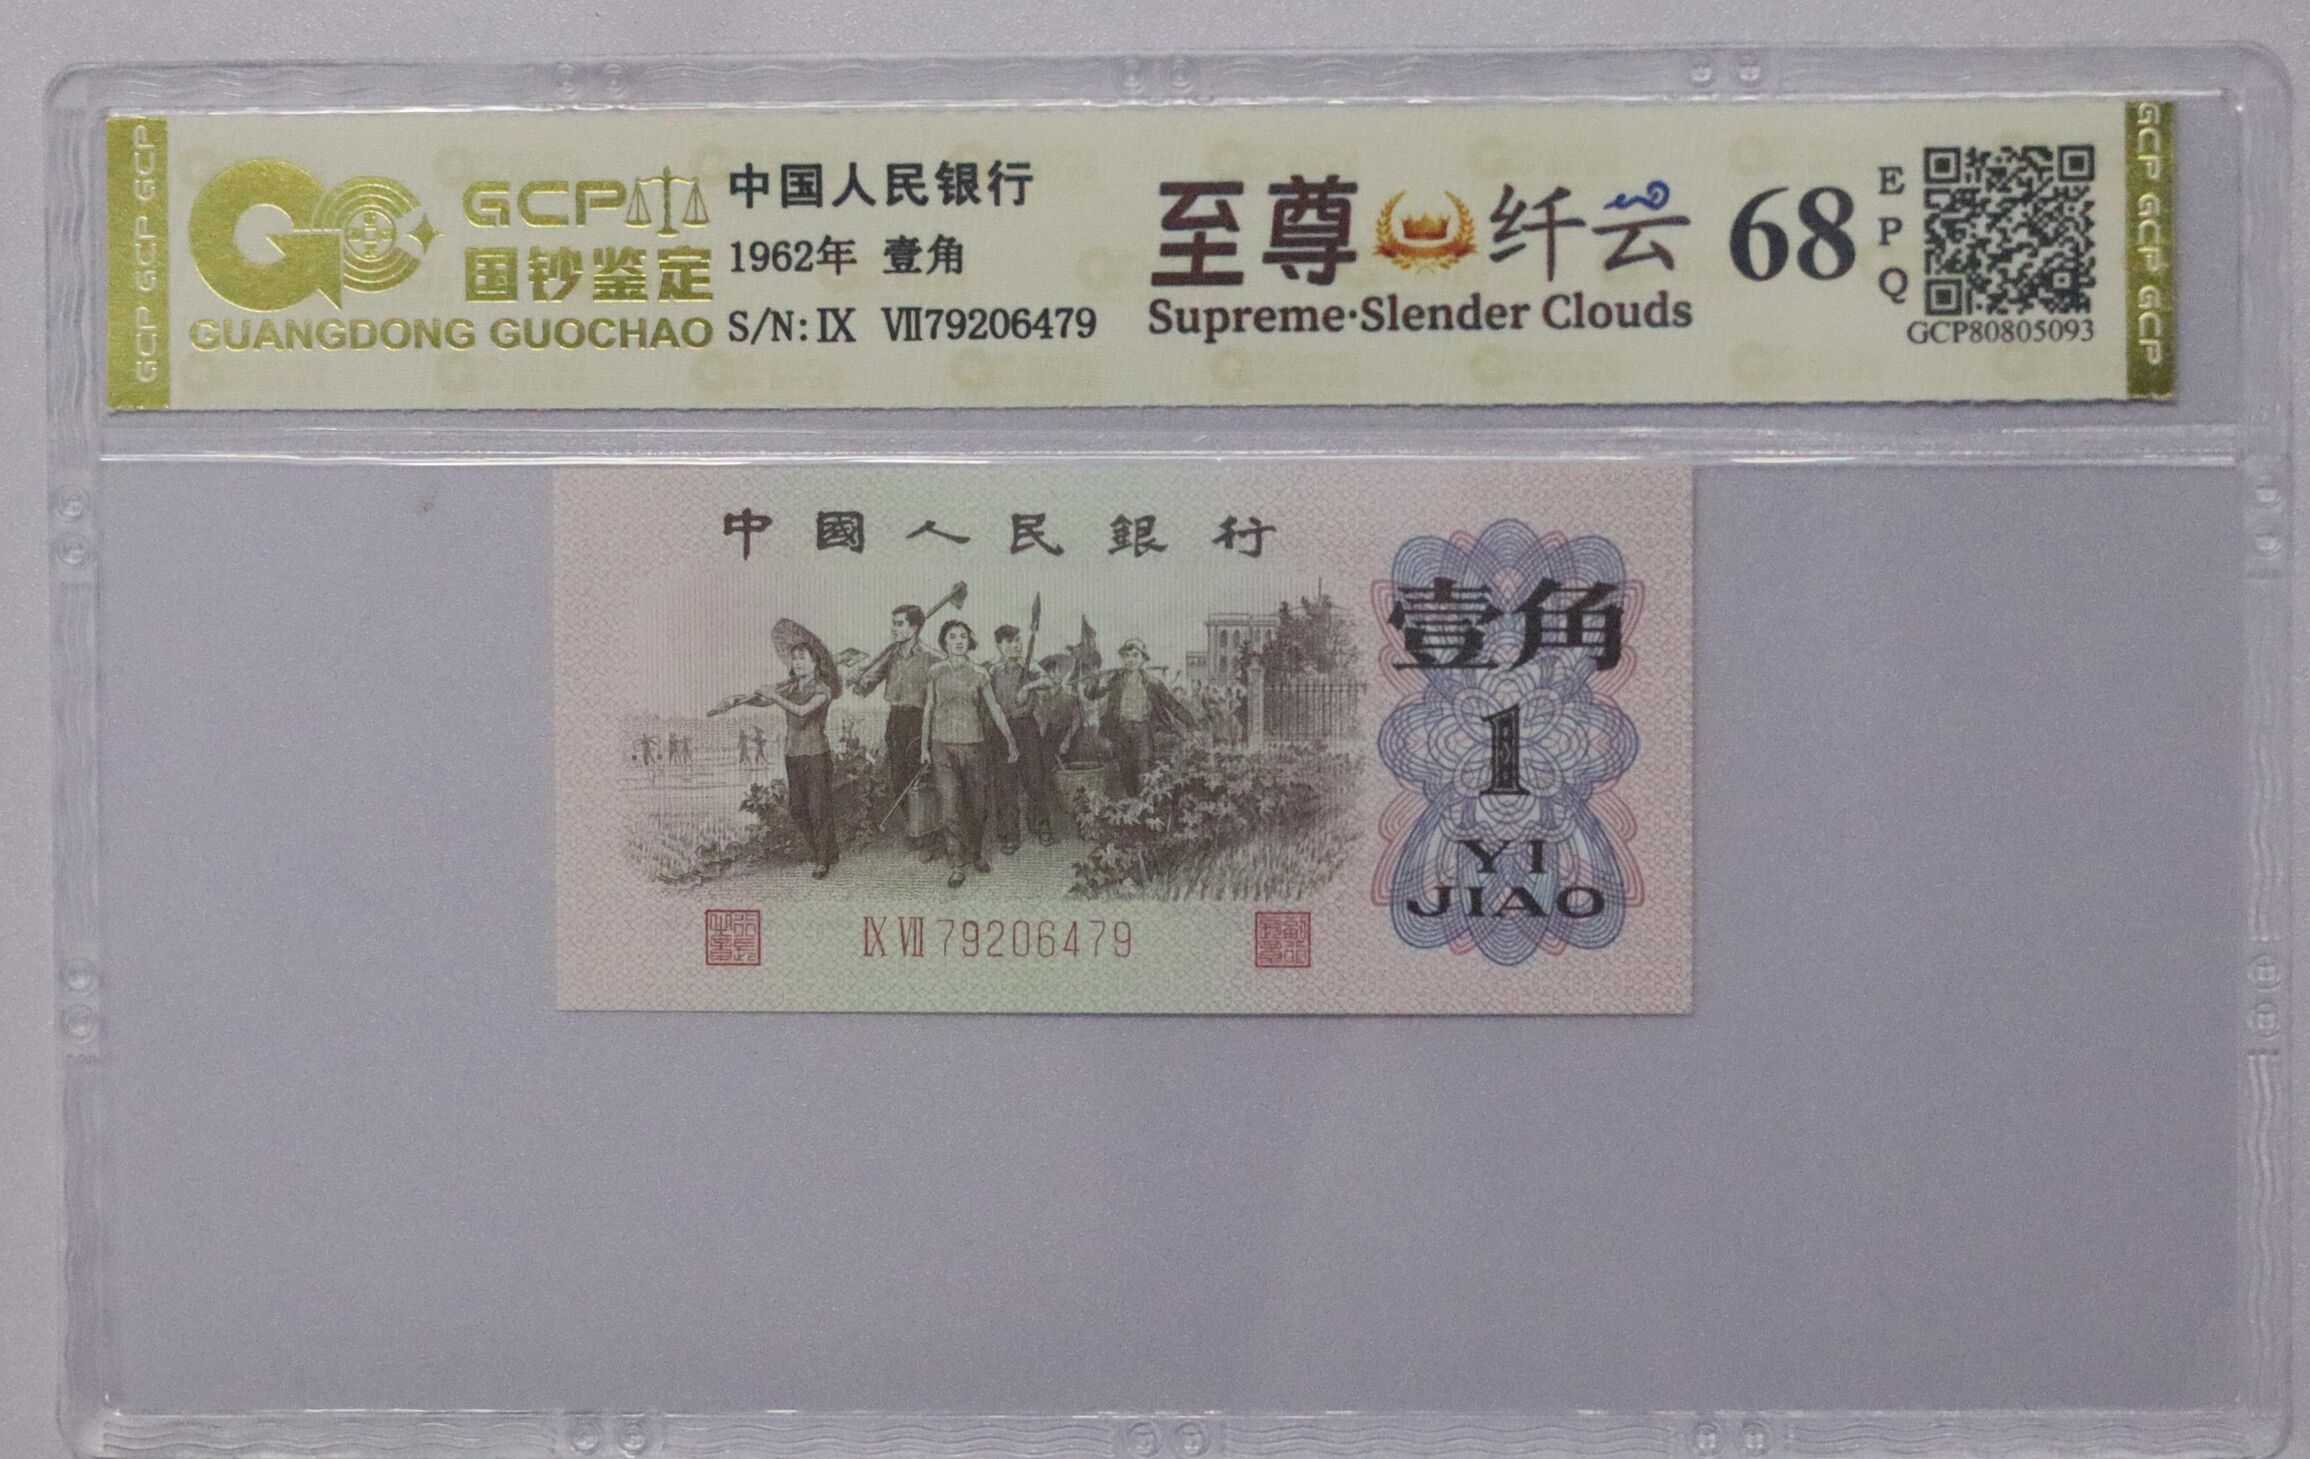 GCP GCP GCP
GCP
国钞鉴定
GUANGDONG GUOCHAO
中国人民银行
1962年 壹角
S/N: IX VII79206479
至尊 纤云
Supreme·Slender Clouds
68
EPQ
GCP80805093
GCP GCP GCP
中國人民銀行
壹角
1
YI
JIAO
IX VII 79206479